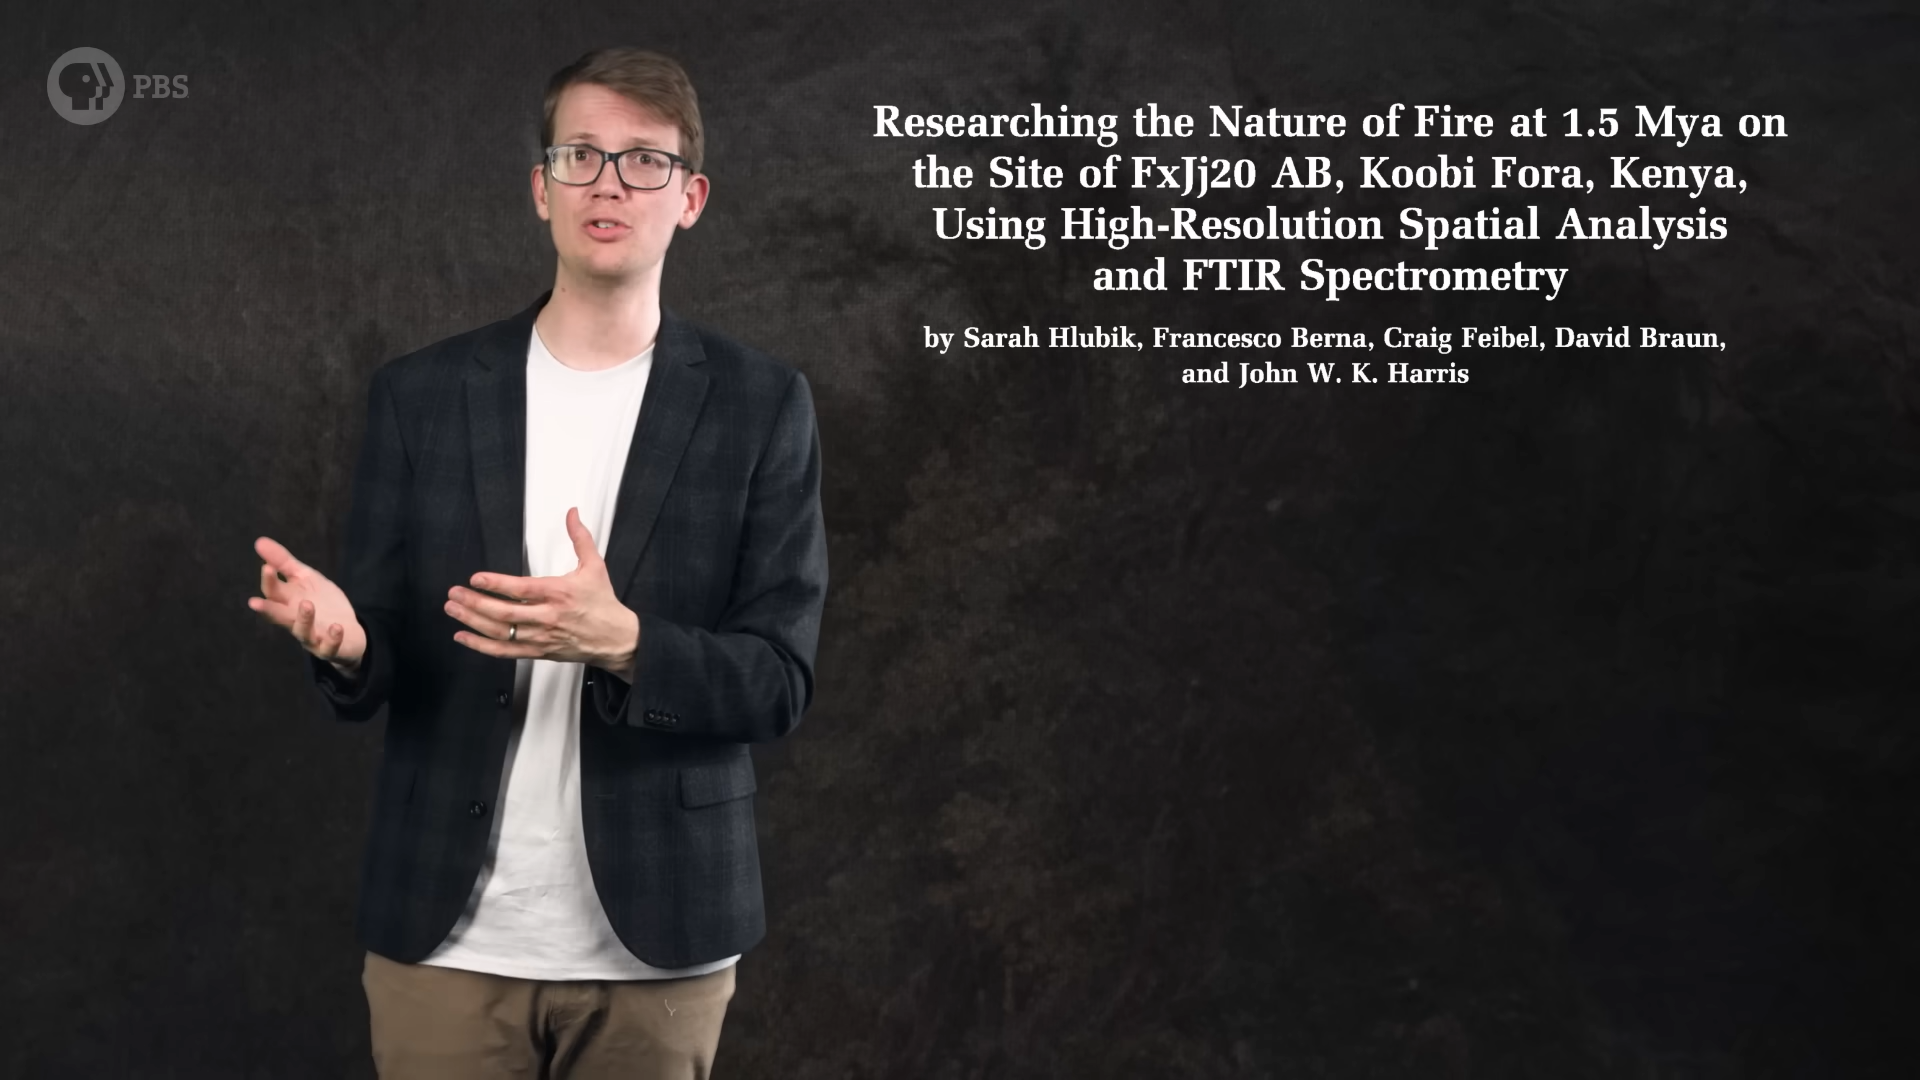 PBS
Researching the Nature of Fire at 1.5 Mya on
the Site of FxJj20 AB, Koobi Fora, Kenya,
Using High-Resolution Spatial Analysis
and FTIR Spectrometry
by Sarah Hlubik, Francesco Berna, Craig Feibel, David Braun,
and John W. K. Harris